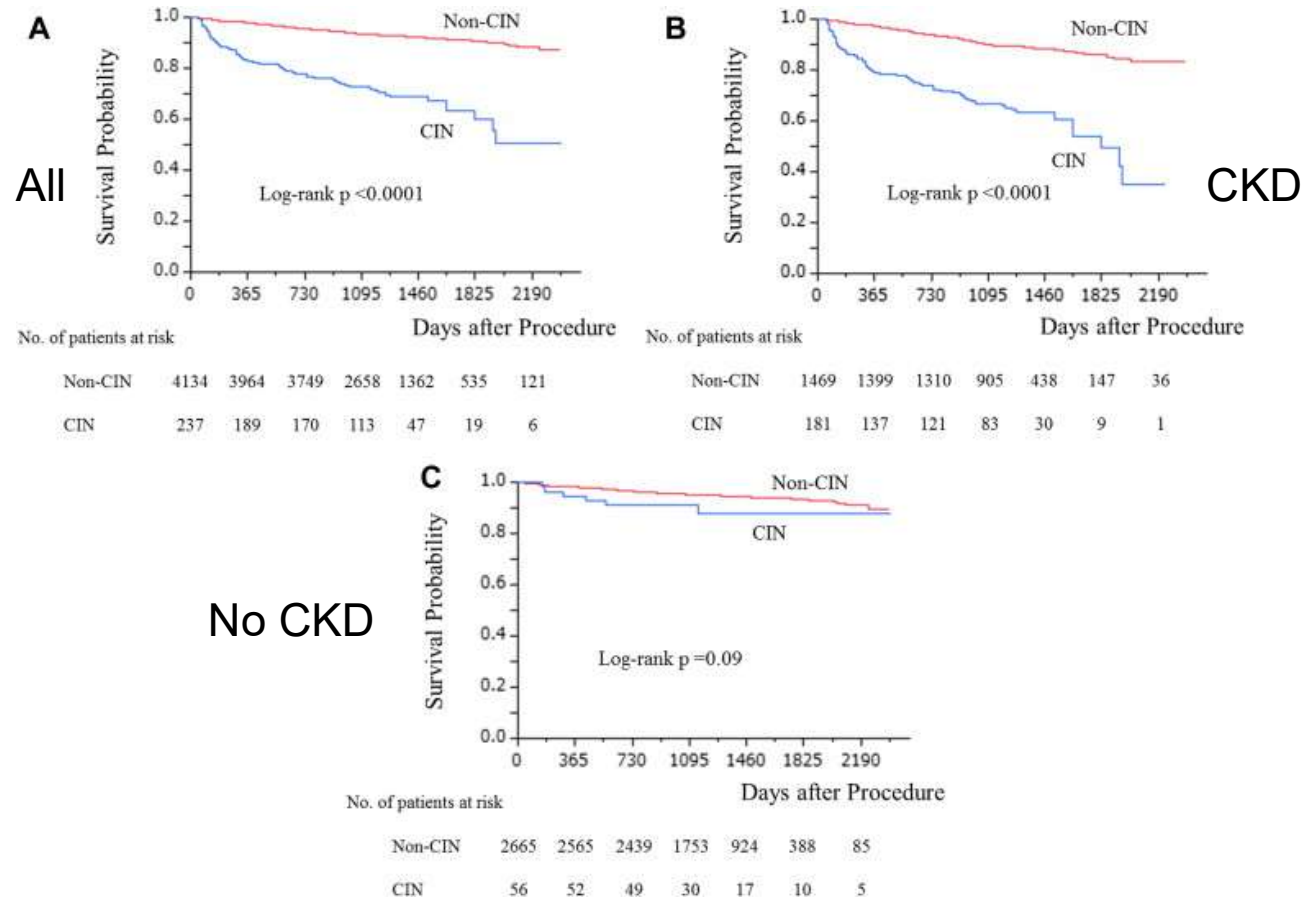 A
1.0
0.8
0.6
0.4
0.2
0.0
Survival Probability
Non-CIN
CIN
Log-rank p <0.0001
All
0 365 730 1095 1460 1825 2190
Days after Procedure
No. of patients at risk
Non-CIN 4134 3964 3749 2658 1362 535 121
CIN 237 189 170 113 47 19 6
B
1.0
0.8
0.6
0.4
0.2
0.0
Survival Probability
Non-CIN
CIN
Log-rank p <0.0001
CKD
0 365 730 1095 1460 1825 2190
Days after Procedure
No. of patients at risk
Non-CIN 1469 1399 1310 905 438 147 36
CIN 181 137 121 83 30 9 1
C
1.0
0.8
0.6
0.4
0.2
0.0
Survival Probability
Non-CIN
CIN
No CKD
Log-rank p =0.09
0 365 730 1095 1460 1825 2190
Days after Procedure
No. of patients at risk
Non-CIN 2665 2565 2439 1753 924 388 85
CIN 56 52 49 30 17 10 5